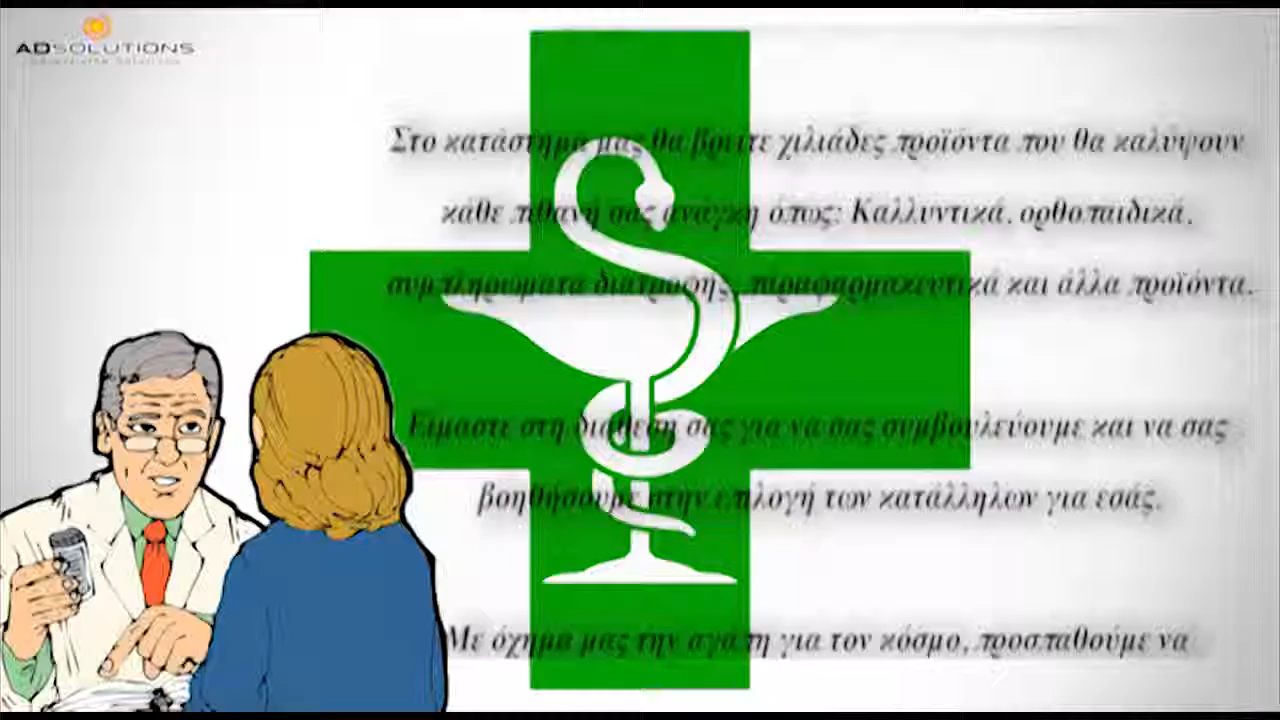 ADSOLUTIONS
Στο κατάστημα μας θα βρείτε χιλιάδες προϊόντα που θα καλύψουν
κάθε πιθανή σας ανάγκη όπως: Καλλυντικά, ορθοπαιδικά,
συμπληρώματα διατροφής, παραφαρμακευτικά και άλλα προϊόντα.
Είμαστε στη διάθεση σας για να σας συμβουλεύουμε και να σας
βοηθήσουμε στην επιλογή των κατάλληλων για εσάς.
Με όχημα μας την αγάπη για τον κόσμο, προσπαθούμε να